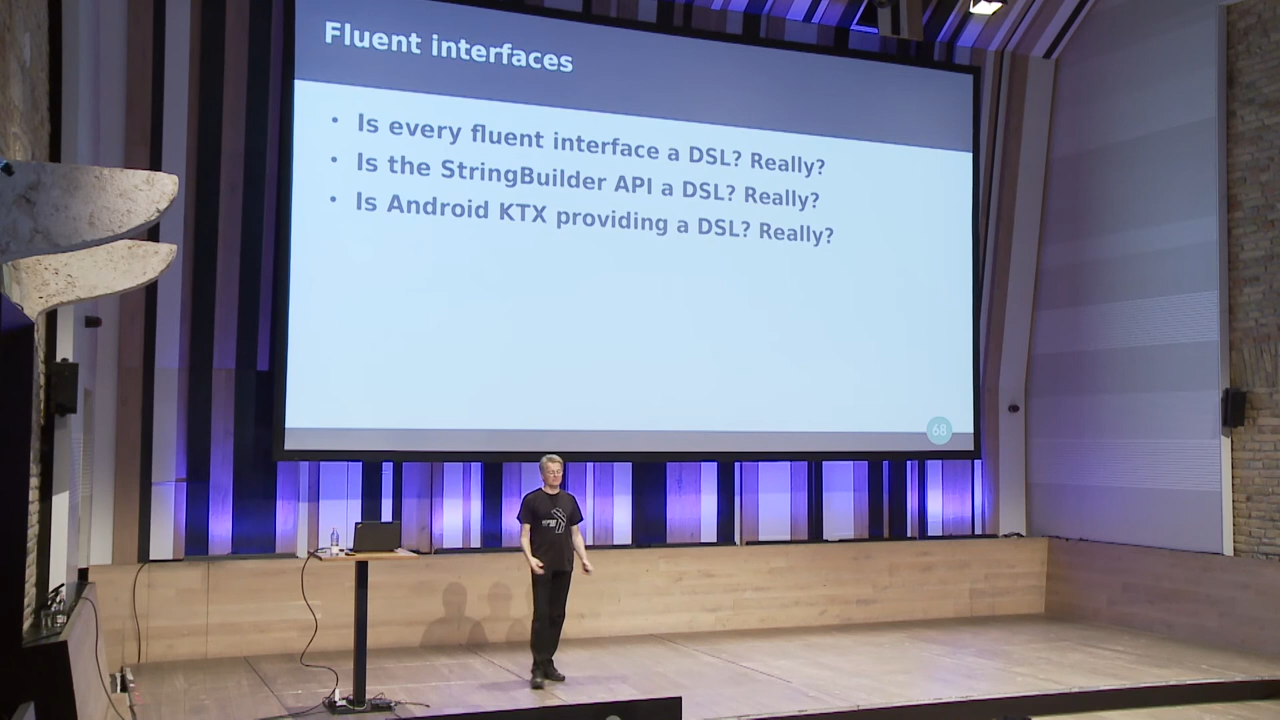 Fluent interfaces
• Is every fluent interface a DSL? Really?
• Is the StringBuilder API a DSL? Really?
• Is Android KTX providing a DSL? Really?
68